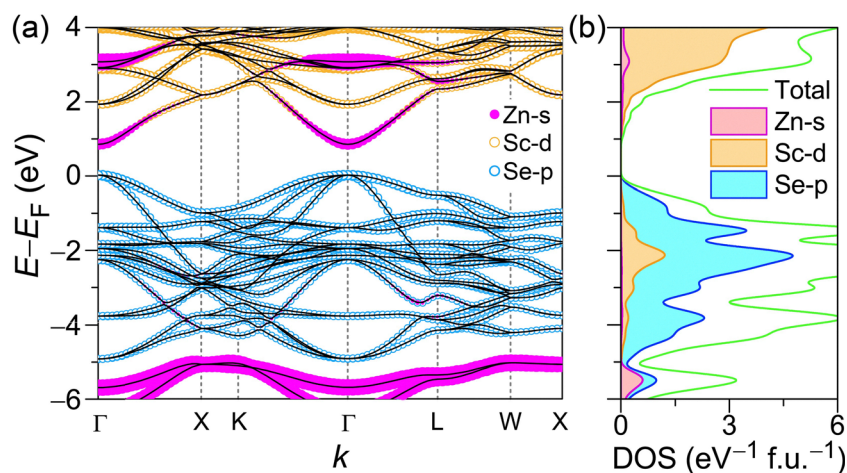 (a)
4
2
0
−2
−4
−6
E−E_F (eV)
Zn-s
Sc-d
Se-p
Γ X K Γ L W X
k
(b)
Total
Zn-s
Sc-d
Se-p
0 3 6
DOS (eV⁻¹ f.u.⁻¹)